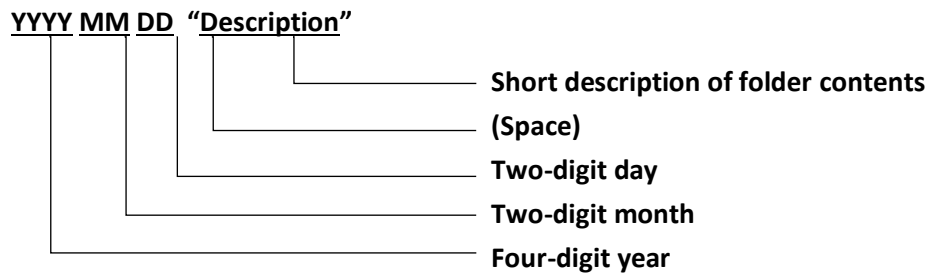 YYYY MM DD “Description”
Short description of folder contents
(Space)
Two-digit day
Two-digit month
Four-digit year